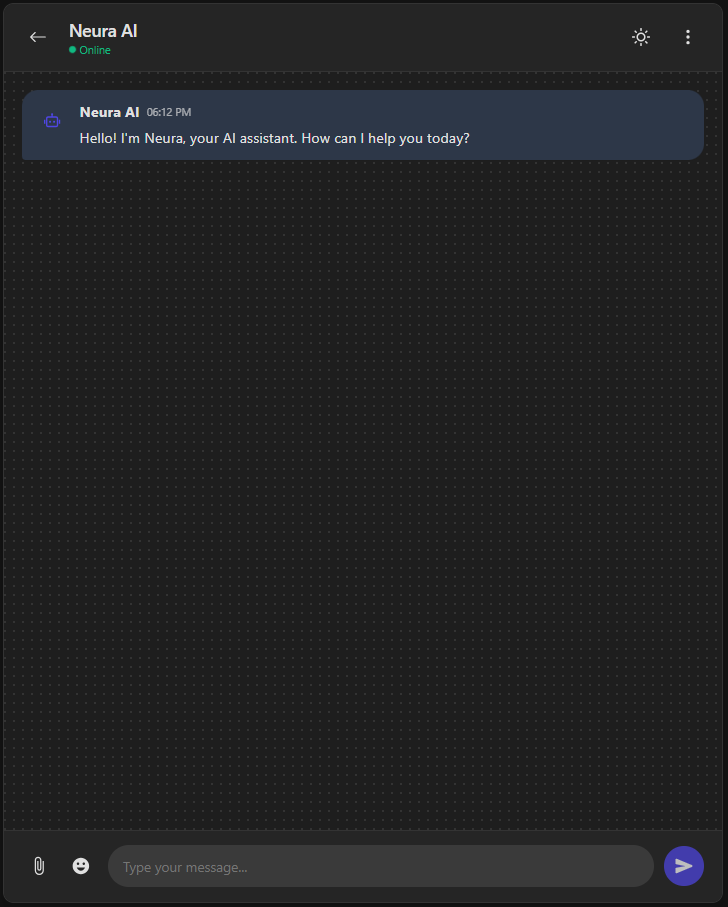 Neura AI
Online
Neura AI 06:12 PM
Hello! I'm Neura, your AI assistant. How can I help you today?
Type your message...